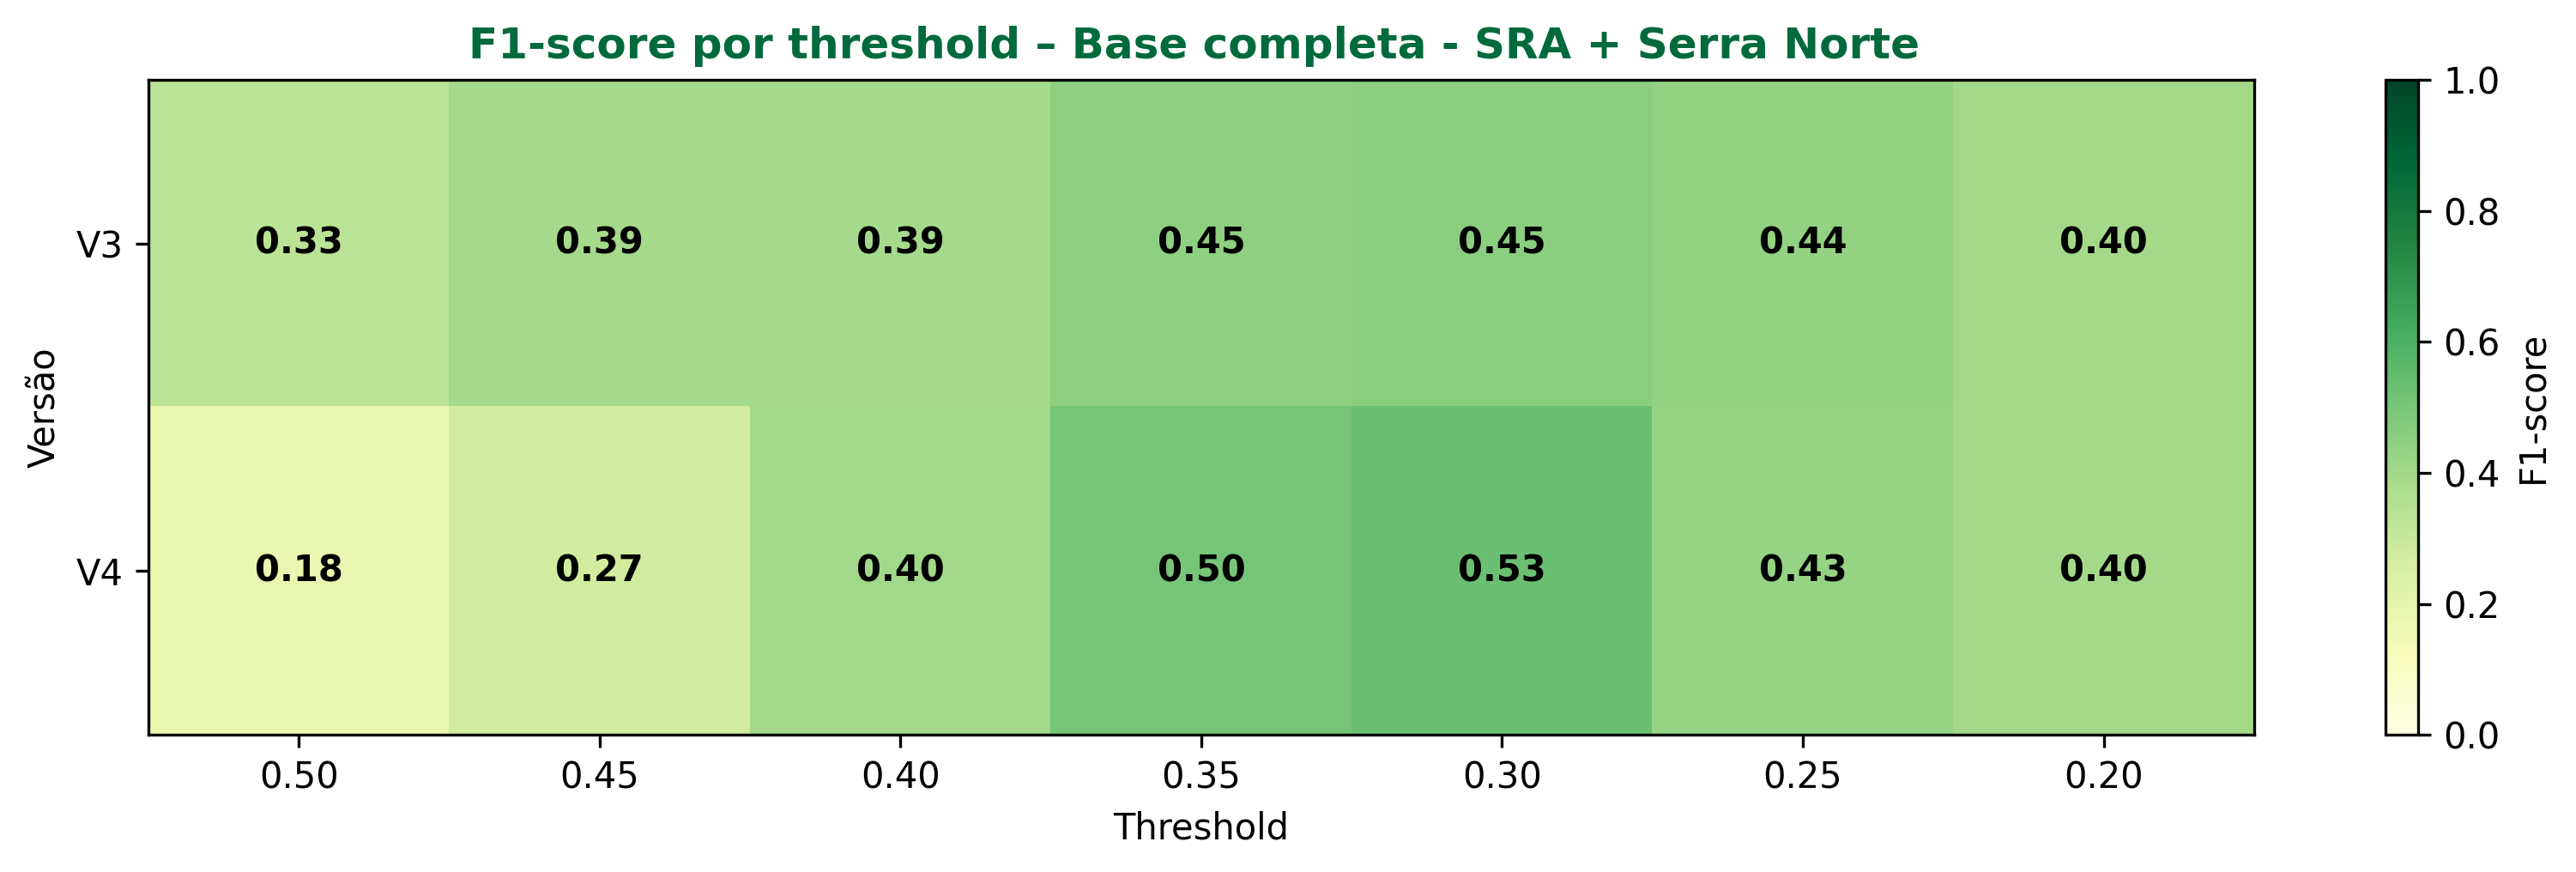 F1-score por threshold – Base completa - SRA + Serra Norte
Versão
V3
0.33 0.39 0.39 0.45 0.45 0.44 0.40
V4
0.18 0.27 0.40 0.50 0.53 0.43 0.40
0.50 0.45 0.40 0.35 0.30 0.25 0.20
Threshold
1.0
0.8
0.6
0.4
0.2
0.0
F1-score